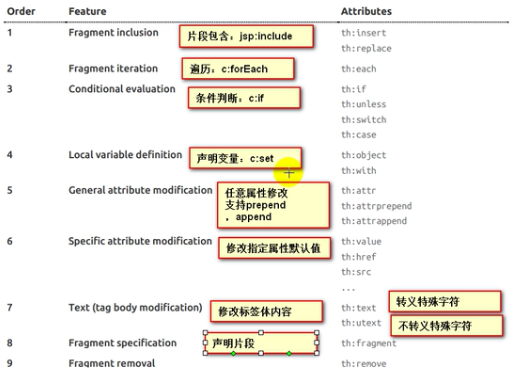 Order Feature Attributes
1 Fragment inclusion 片段包含：jsp:include th:insert
th:replace
2 Fragment iteration 遍历：c:forEach th:each
3 Conditional evaluation 条件判断：c:if th:if
th:unless
th:switch
th:case
4 Local variable definition 声明变量：c:set th:object
th:with
5 General attribute modification 任意属性修改 th:attr
支持prepend th:attrprepend
，append th:attrappend
6 Specific attribute modification 修改指定属性默认值 th:value
th:href
th:src
...
7 Text (tag body modification) 修改标签体内容 th:text 转义特殊字符
th:utext 不转义特殊字符
8 Fragment specification 声明片段 th:fragment
9 Fragment removal th:remove